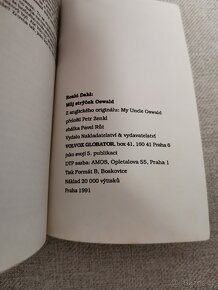 Roald Dahl:
Můj strýček Oswald
Z anglického originálu: My Uncle Oswald
přeložil Petr Zenkl
obálka Pavel Růt
Vydalo Nakladatelství & vydavatelství
VOLVOX GLOBATOR, box 41, 160 41 Praha 6
jako svoji 5. publikaci
DTP sazba: AMOS, Opletalova 55, Praha 1
Tisk Formát B, Boskovice
Náklad 20 000 výtisků
Praha 1991